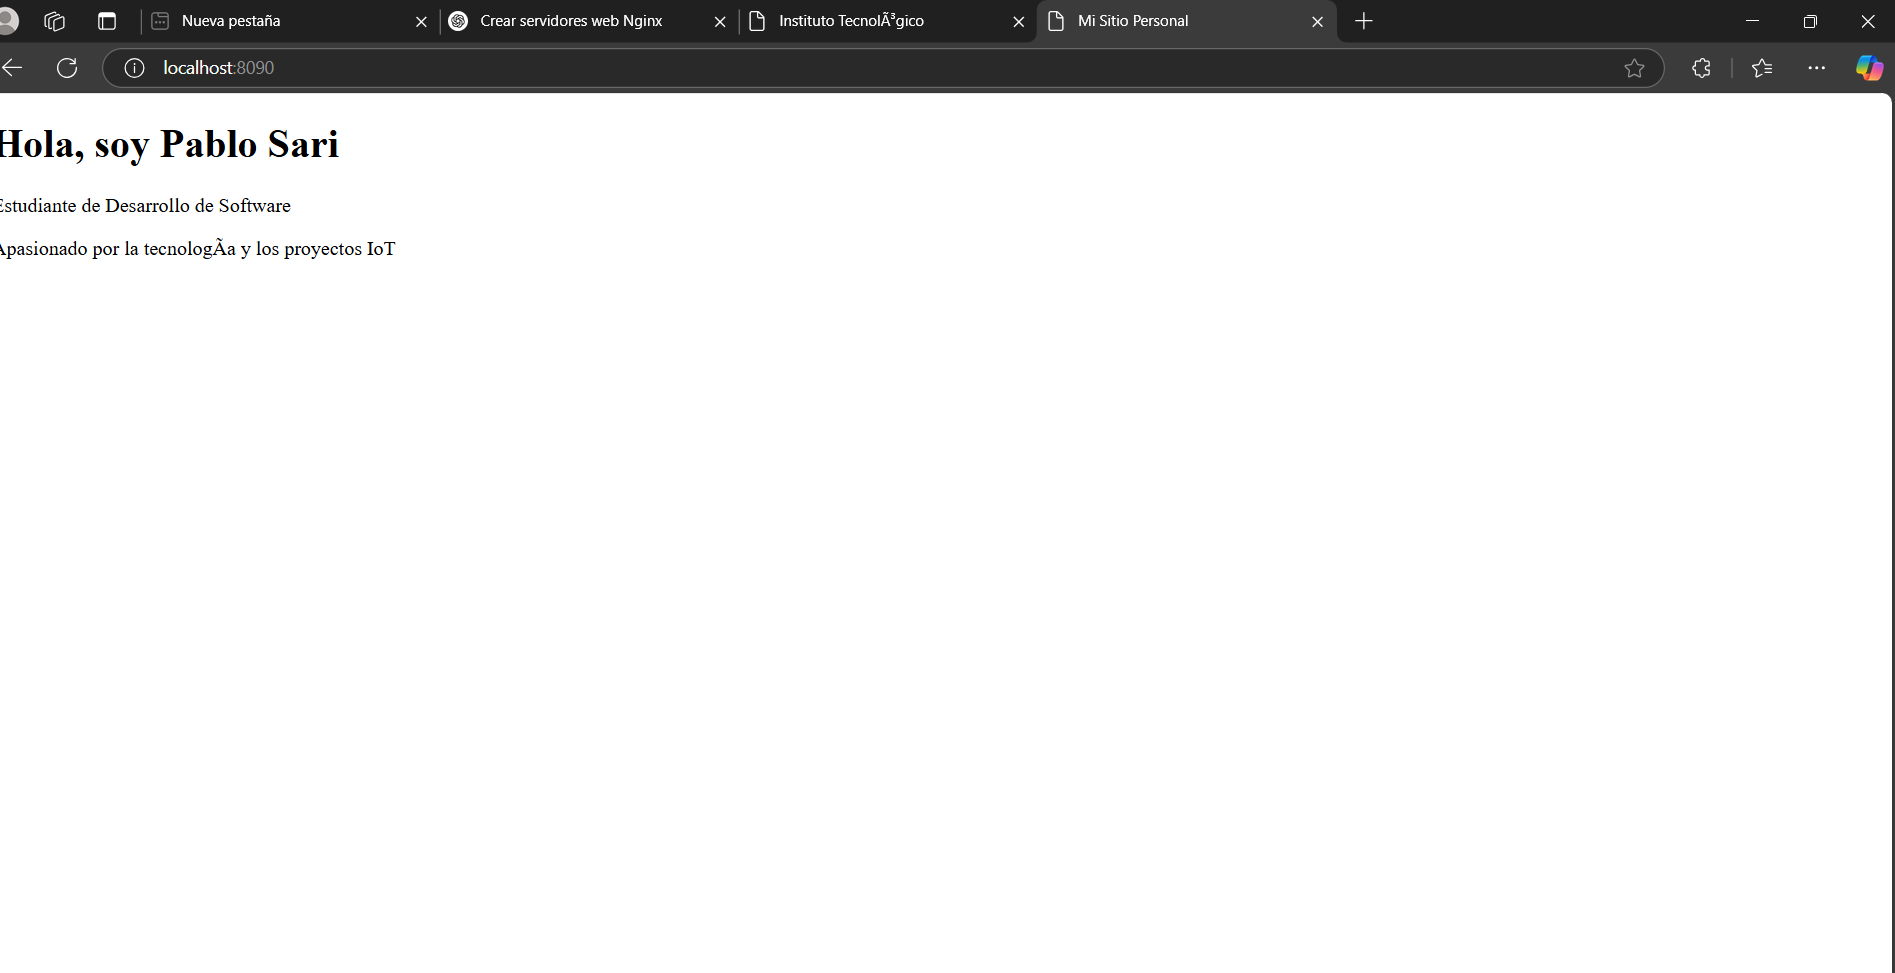 Nueva pestaña
Crear servidores web Nginx
Instituto TecnolÃ³gico
Mi Sitio Personal
localhost:8090
Hola, soy Pablo Sari
Estudiante de Desarrollo de Software
Apasionado por la tecnologÃa y los proyectos IoT